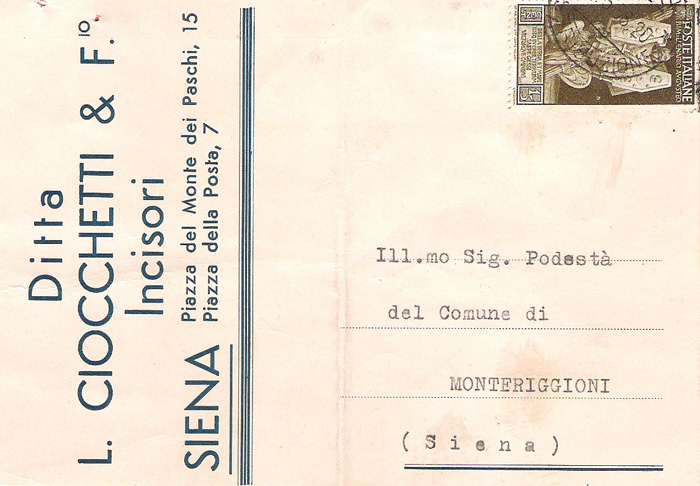 Ditta
L. CIOCCHETTI & F.IO
Incisori
SIENA
Piazza del Monte dei Paschi, 15
Piazza della Posta, 7
POSTE ITALIANE
Ill.mo Sig. Podestà
del Comune di
MONTERIGGIONI
(Siena)